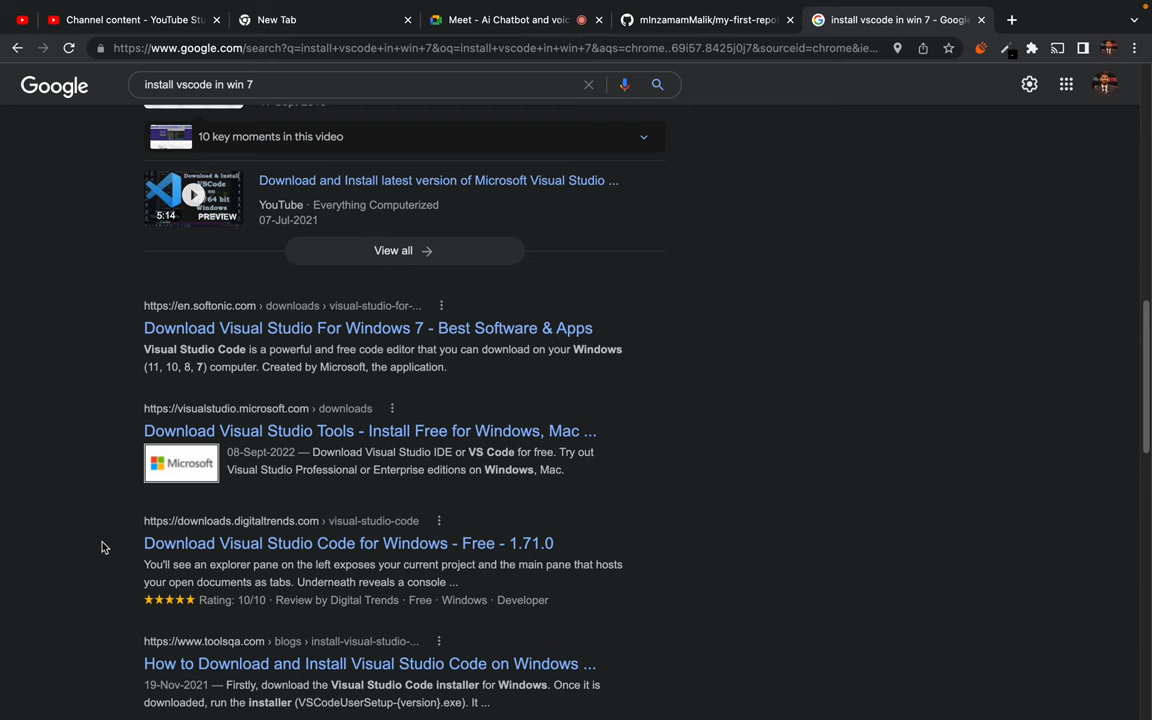 Channel content - YouTube Stu
New Tab
Meet - Ai Chatbot and voic
mInzamamMalik/my-first-repos
install vscode in win 7 - Google
https://www.google.com/search?q=install+vscode+in+win+7&oq=install+vscode+in+win+7&aqs=chrome..69i57.8425j0j7&sourceid=chrome&ie...
Google
install vscode in win 7
10 key moments in this video
Download & Install
VSCode
on
64 bit
windows
PREVIEW
5:14
Download and Install latest version of Microsoft Visual Studio ...
YouTube · Everything Computerized
07-Jul-2021
View all
https://en.softonic.com › downloads › visual-studio-for-...
Download Visual Studio For Windows 7 - Best Software & Apps
Visual Studio Code is a powerful and free code editor that you can download on your Windows
(11, 10, 8, 7) computer. Created by Microsoft, the application.
https://visualstudio.microsoft.com › downloads
Download Visual Studio Tools - Install Free for Windows, Mac ...
Microsoft
08-Sept-2022 — Download Visual Studio IDE or VS Code for free. Try out
Visual Studio Professional or Enterprise editions on Windows, Mac.
https://downloads.digitaltrends.com › visual-studio-code
Download Visual Studio Code for Windows - Free - 1.71.0
You'll see an explorer pane on the left exposes your current project and the main pane that hosts
your open documents as tabs. Underneath reveals a console ...
★★★★★ Rating: 10/10 · Review by Digital Trends · Free · Windows · Developer
https://www.toolsqa.com › blogs › install-visual-studio-...
How to Download and Install Visual Studio Code on Windows ...
19-Nov-2021 — Firstly, download the Visual Studio Code installer for Windows. Once it is
downloaded, run the installer (VSCodeUserSetup-{version}.exe). It ...